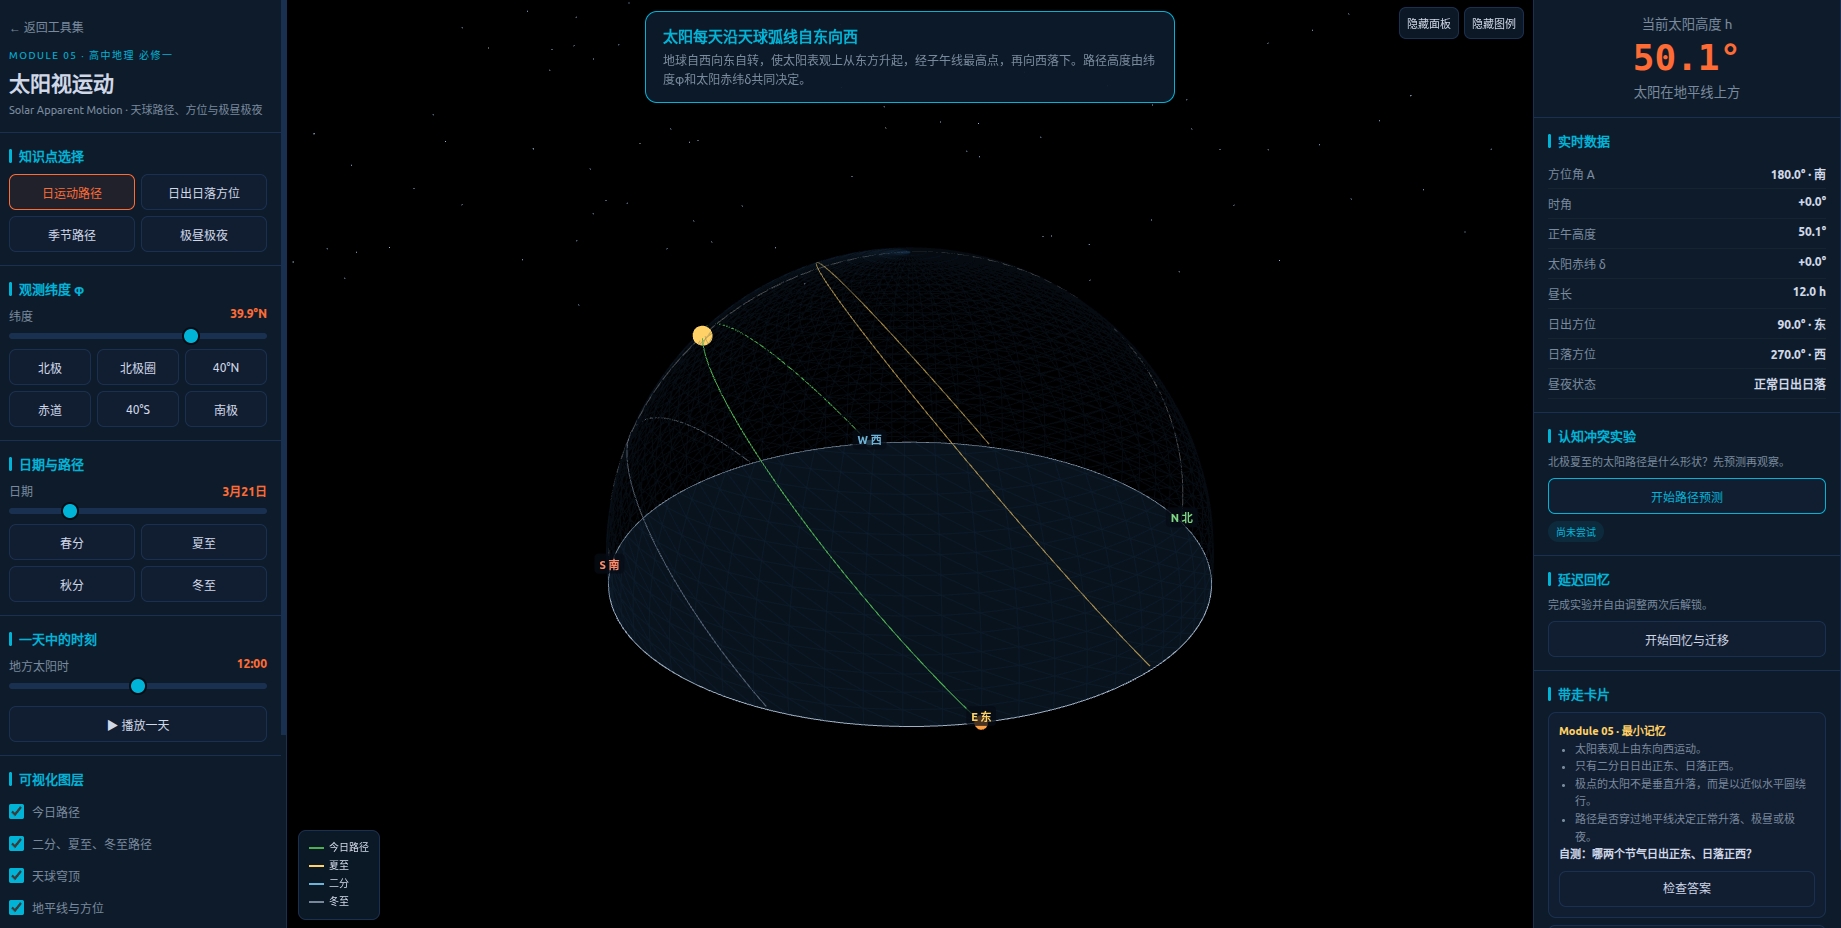 ← 返回工具集
MODULE 05 · 高中地理 必修一
太阳视运动
Solar Apparent Motion · 天球路径、方位与极昼极夜
知识点选择
日运动路径
日出日落方位
季节路径
极昼极夜
观测纬度 φ
纬度
39.9°N
北极
北极圈
40°N
赤道
40°S
南极
日期与路径
日期
3月21日
春分
夏至
秋分
冬至
一天中的时刻
地方太阳时
12:00
▶ 播放一天
可视化图层
今日路径
二分、夏至、冬至路径
天球穹顶
地平线与方位
太阳每天沿天球弧线自东向西
地球自西向东自转，使太阳表观上从东方升起，经子午线最高点，再向西落下。路径高度由纬
度φ和太阳赤纬δ共同决定。
隐藏面板
隐藏图例
W 西
N 北
S 南
E 东
今日路径
夏至
二分
冬至
当前太阳高度 h
50.1°
太阳在地平线上方
实时数据
方位角 A
180.0° · 南
时角
+0.0°
正午高度
50.1°
太阳赤纬 δ
+0.0°
昼长
12.0 h
日出方位
90.0° · 东
日落方位
270.0° · 西
昼夜状态
正常日出日落
认知冲突实验
北极夏至的太阳路径是什么形状？先预测再观察。
开始路径预测
尚未尝试
延迟回忆
完成实验并自由调整两次后解锁。
开始回忆与迁移
带走卡片
Module 05 · 最小记忆
• 太阳表观上由东向西运动。
• 只有二分日日出正东、日落正西。
• 极点的太阳不是垂直升落，而是以近似水平圆绕
行。
• 路径是否穿过地平线决定正常升落、极昼或极
夜。
自测：哪两个节气日出正东、日落正西？
检查答案